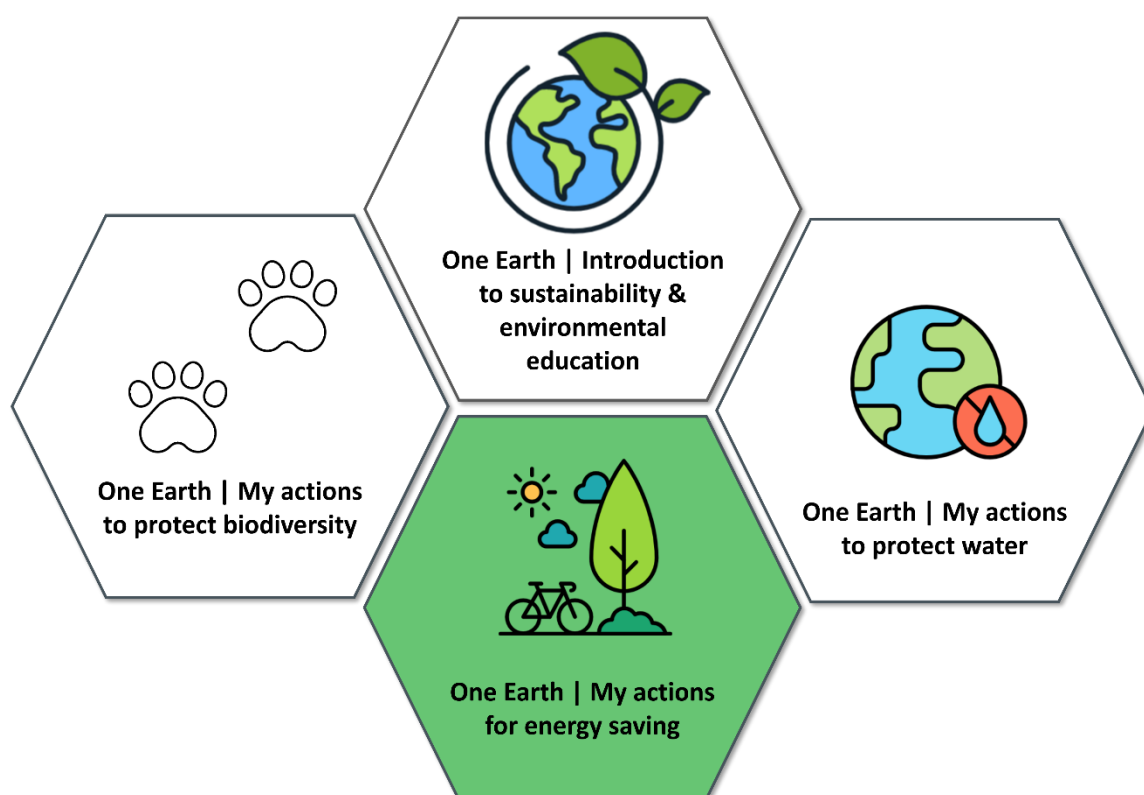 One Earth | Introduction
to sustainability &
environmental
education
One Earth | My actions
to protect biodiversity
One Earth | My actions
to protect water
One Earth | My actions
for energy saving